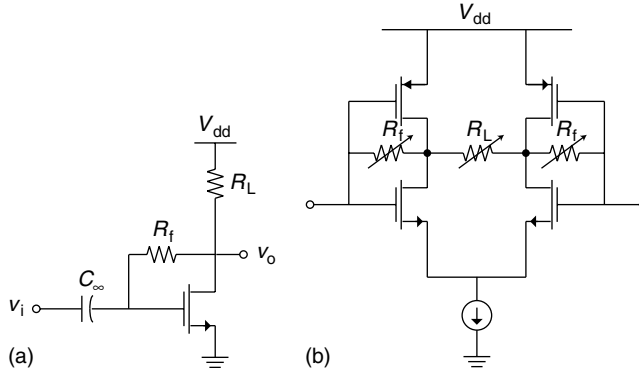 V_dd
R_L
R_f
v_o
C_∞
v_i
(a)
V_dd
R_f
R_L
R_f
(b)